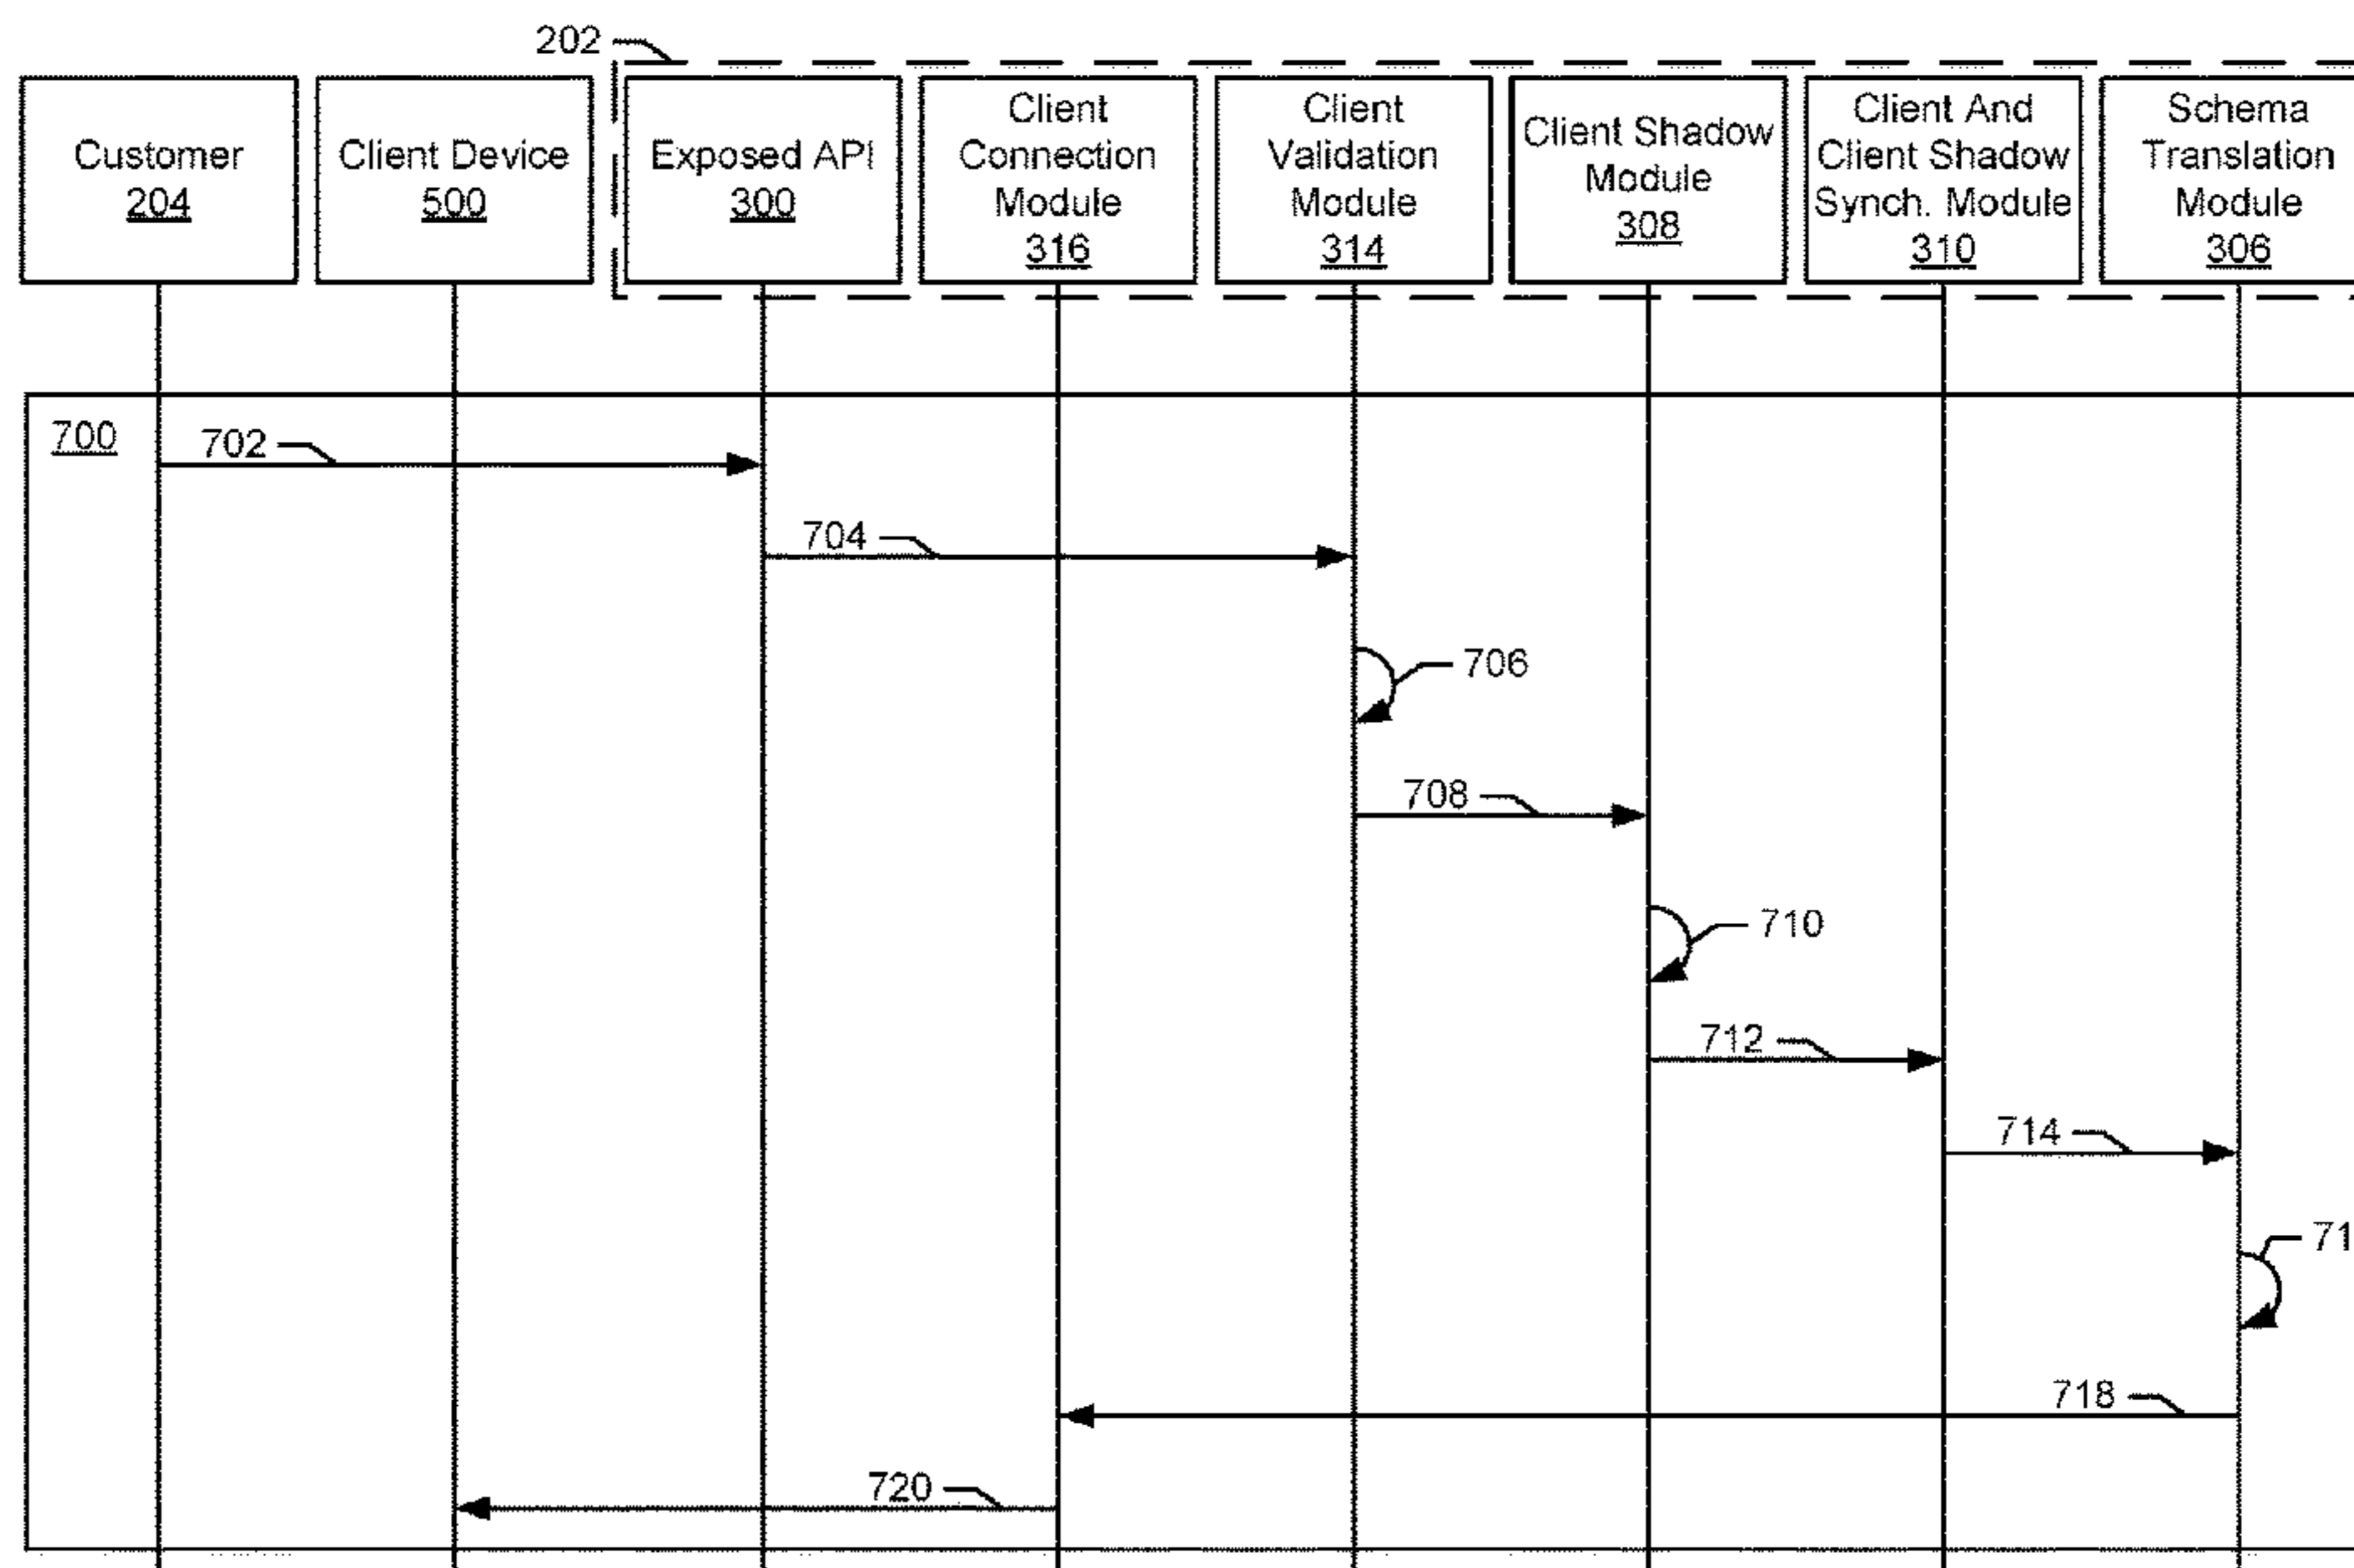 202
Customer
204
Client Device
500
Exposed API
300
Client
Connection
Module
316
Client
Validation
Module
314
Client Shadow
Module
308
Client And
Client Shadow
Synch. Module
310
Schema
Translation
Module
306
700
702
704
706
708
710
712
714
71
718
720